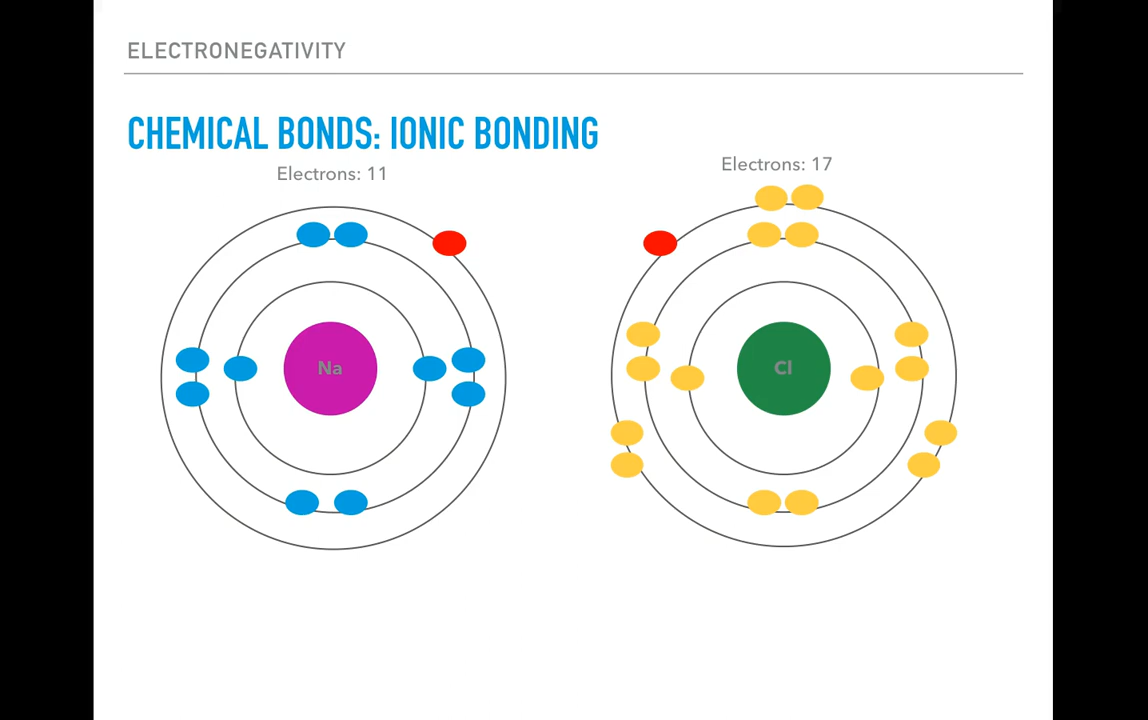 ELECTRONEGATIVITY
CHEMICAL BONDS: IONIC BONDING
Electrons: 11
Electrons: 17
Na
Cl